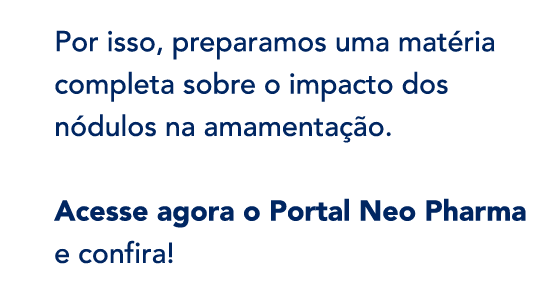 Por isso, preparamos uma matéria
completa sobre o impacto dos
nódulos na amamentação.
Acesse agora o Portal Neo Pharma
e confira!